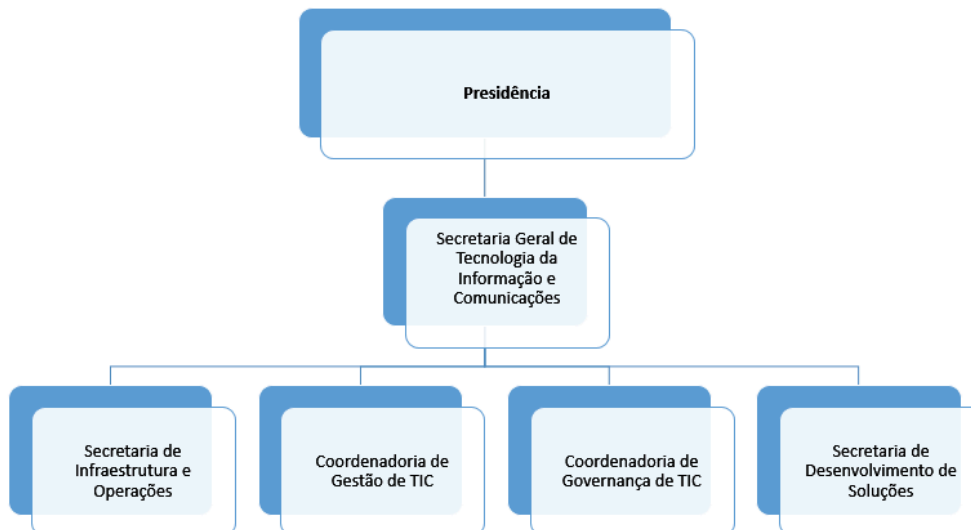 Presidência
Secretaria Geral de
Tecnologia da
Informação e
Comunicações
Secretaria de
Infraestrutura e
Operações
Coordenadoria de
Gestão de TIC
Coordenadoria de
Governança de TIC
Secretaria de
Desenvolvimento de
Soluções